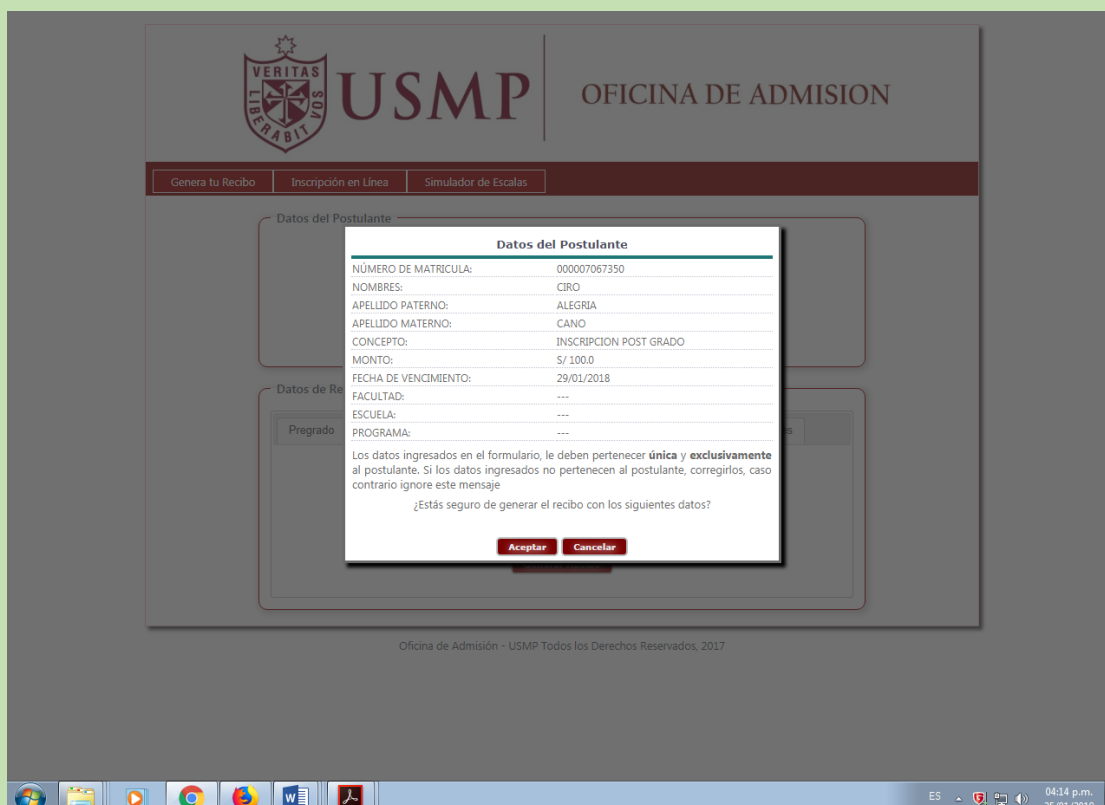 VERITAS
LIBERABIT VOS
USMP
OFICINA DE ADMISION
Genera tu Recibo Inscripción en Línea Simulador de Escalas
Datos del Postulante
Datos del Postulante
NÚMERO DE MATRICULA: 000007067350
NOMBRES: CIRO
APELLIDO PATERNO: ALEGRIA
APELLIDO MATERNO: CANO
CONCEPTO: INSCRIPCION POST GRADO
MONTO: S/ 100.0
FECHA DE VENCIMIENTO: 29/01/2018
Datos de Re
FACULTAD: ---
ESCUELA: ---
Pregrado
PROGRAMA: ---
Los datos ingresados en el formulario, le deben pertenecer única y exclusivamente
al postulante. Si los datos ingresados no pertenecen al postulante, corregirlos, caso
contrario ignore este mensaje
¿Estás seguro de generar el recibo con los siguientes datos?
Aceptar Cancelar
Oficina de Admisión - USMP Todos los Derechos Reservados, 2017
ES 04:14 p.m.